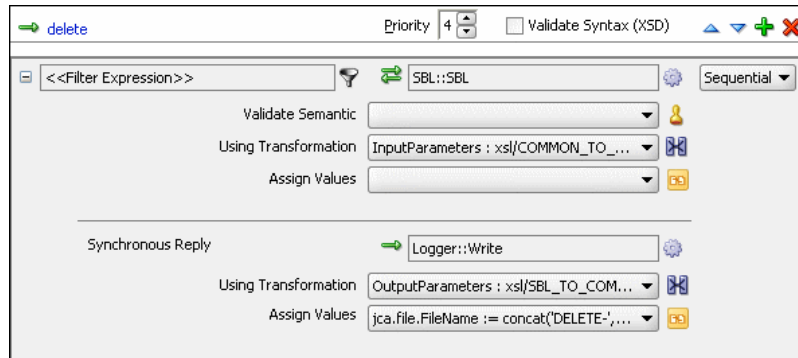 delete Priority 4 Validate Syntax (XSD)
<<Filter Expression>> SBL::SBL Sequential
Validate Semantic
Using Transformation InputParameters : xsl/COMMON_TO_...
Assign Values
Synchronous Reply Logger::Write
Using Transformation OutputParameters : xsl/SBL_TO_COM...
Assign Values jca.file.FileName := concat('DELETE-',...